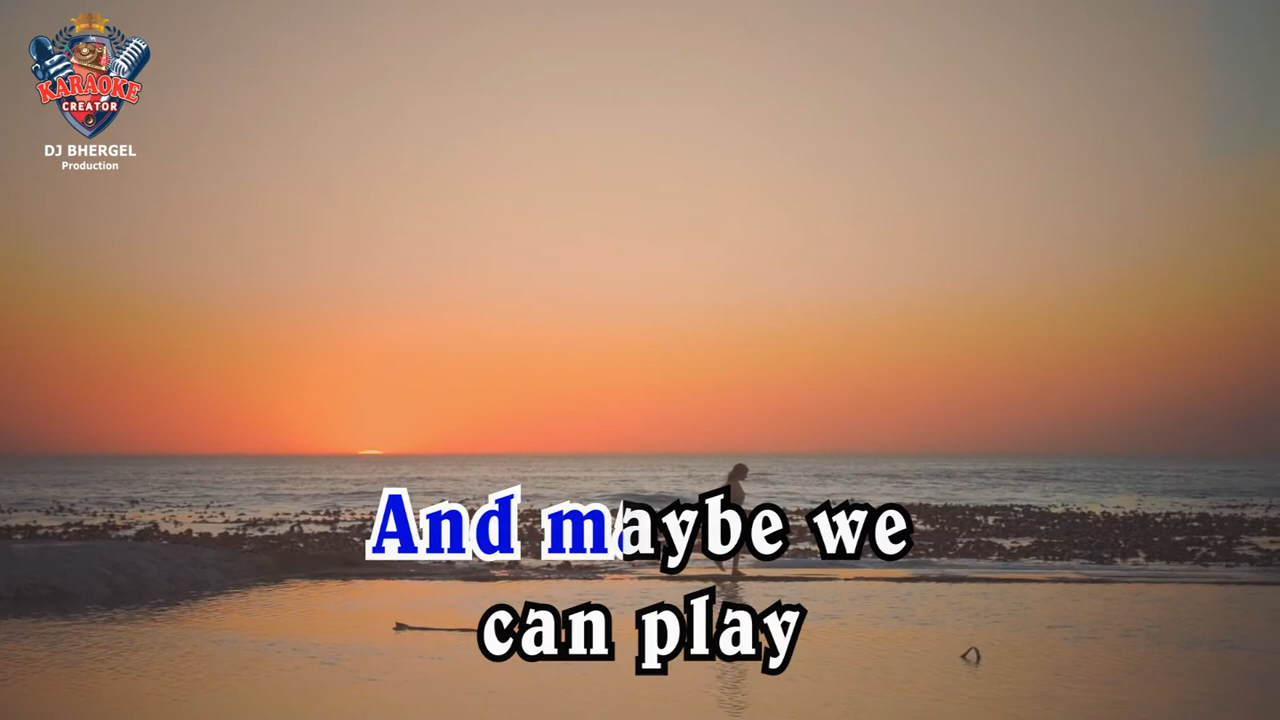 KARAOKE
CREATOR
DJ BHERGEL
Production
And maybe we
can play